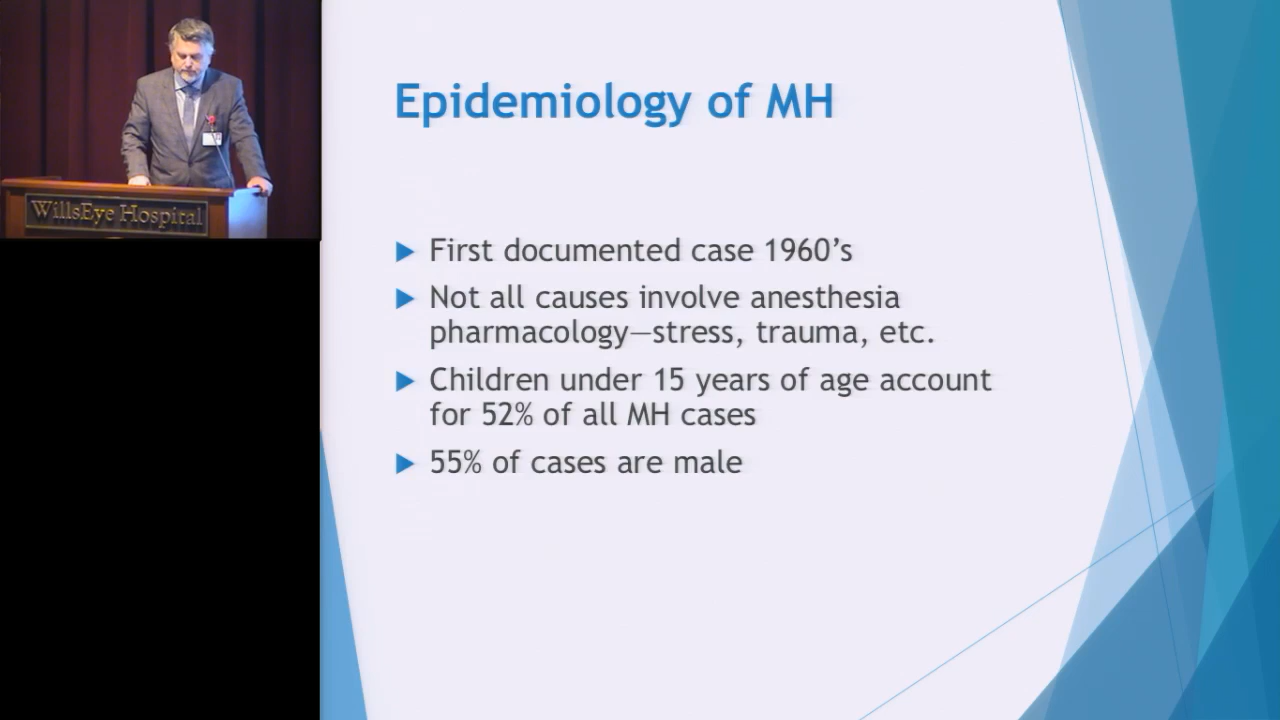 WillsEye Hospital
Epidemiology of MH
First documented case 1960’s
Not all causes involve anesthesia
pharmacology—stress, trauma, etc.
Children under 15 years of age account
for 52% of all MH cases
55% of cases are male